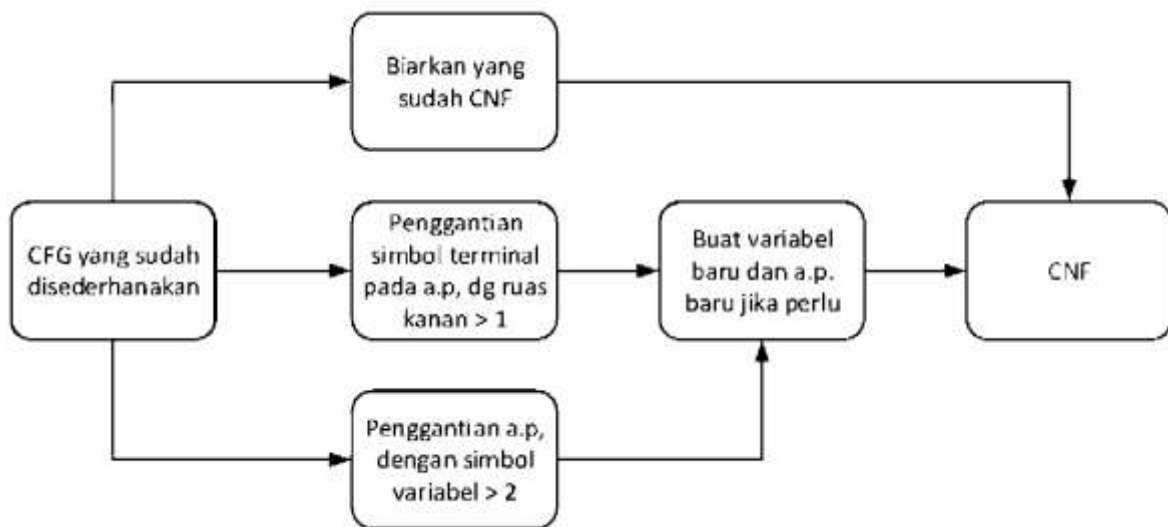 Biarkan yang
sudah CNF
CFG yang sudah
disederhanakan
Penggantian
simbol terminal
pada a.p, dg ruas
kanan > 1
Buat variabel
baru dan a.p.
baru jika perlu
CNF
Penggantian a.p,
dengan simbol
variabel > 2